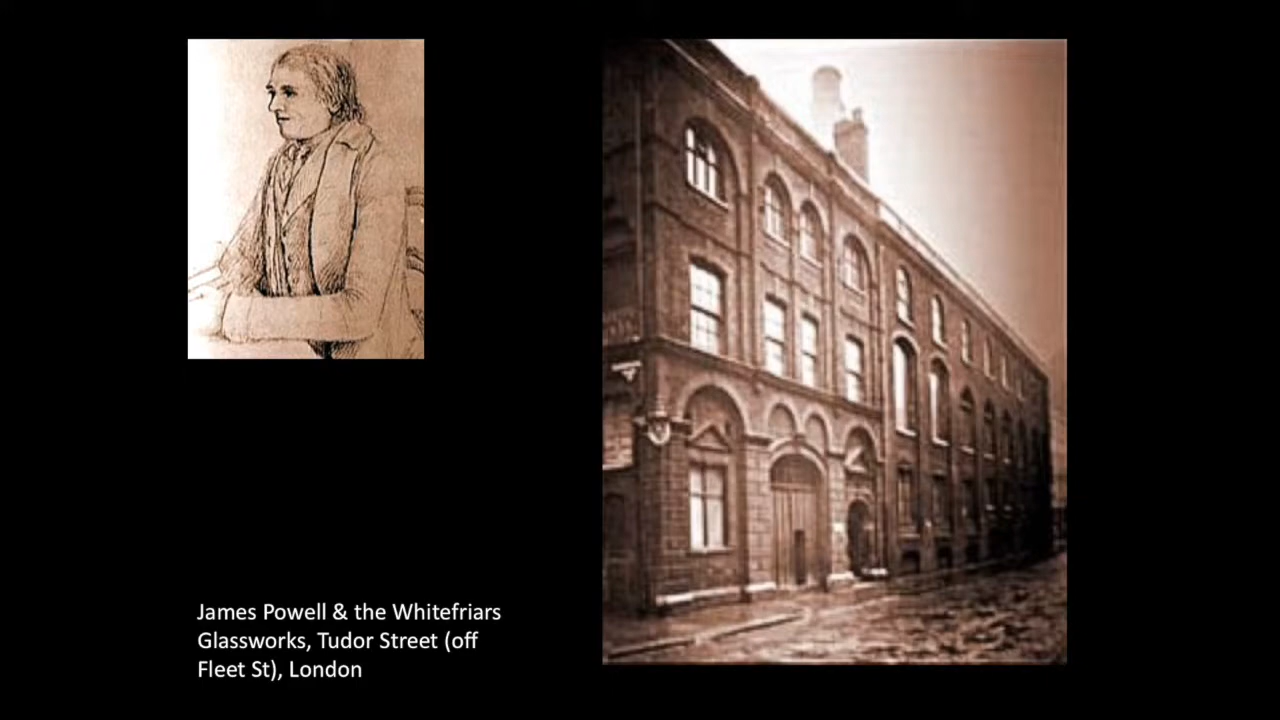 James Powell & the Whitefriars
Glassworks, Tudor Street (off
Fleet St), London